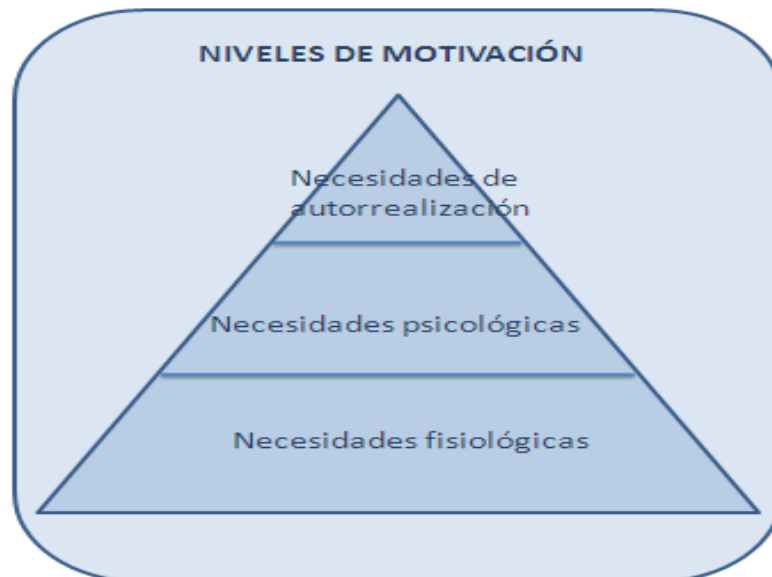 NIVELES DE MOTIVACIÓN
Necesidades de
autorrealización
Necesidades psicológicas
Necesidades fisiológicas